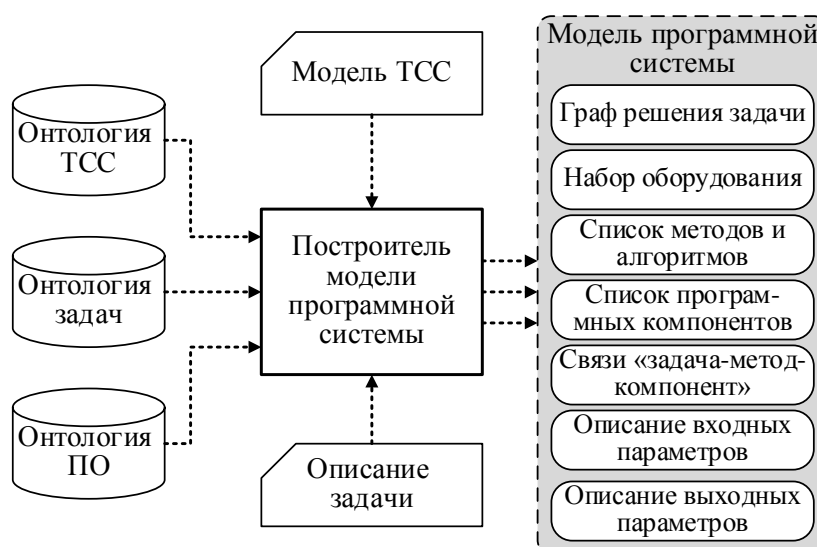 Онтология
ТСС
Онтология
задач
Онтология
ПО
Модель ТСС
Построитель
модели
программной
системы
Описание
задачи
Модель программной
системы
Граф решения задачи
Набор оборудования
Список методов и
алгоритмов
Список програм-
мных компонентов
Связи «задача-метод-
компонент»
Описание входных
параметров
Описание выходных
параметров